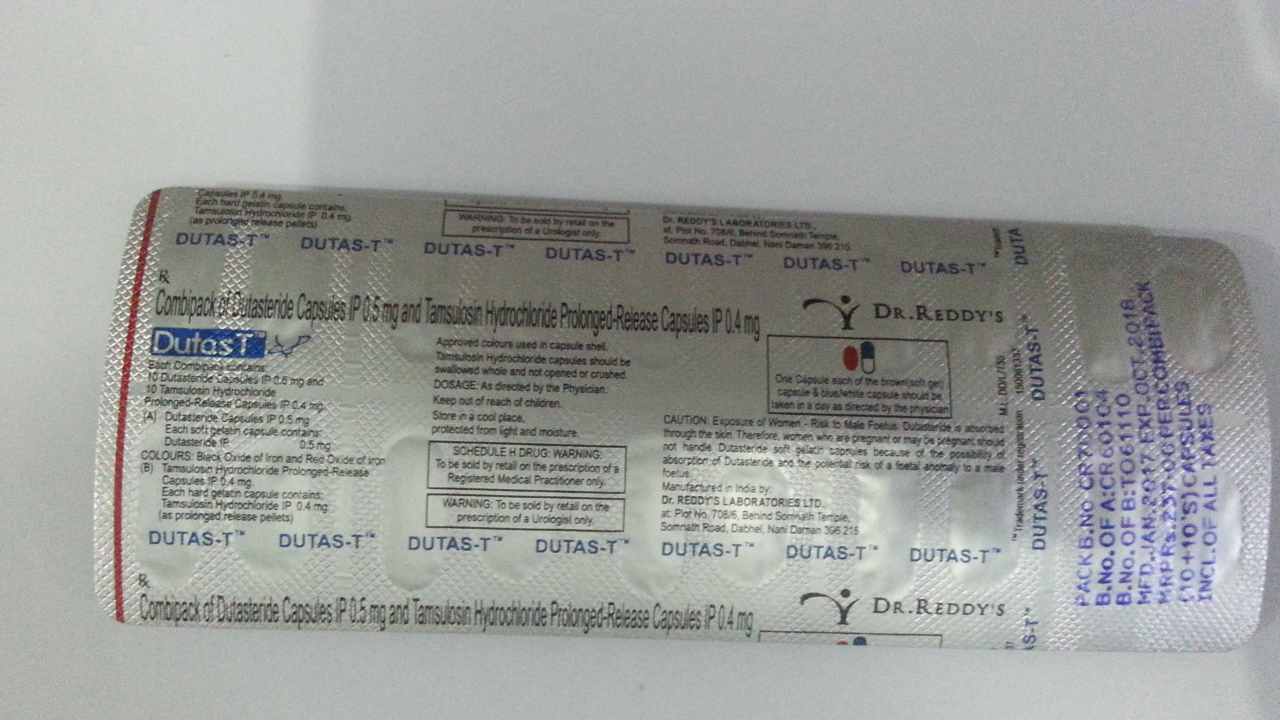 Capsules IP 0.4 mg.
Each hard gelatin capsule contains:
Tamsulosin Hydrochloride IP 0.4 mg.
(as prolonged release pellets)
WARNING: To be sold by retail on the
prescription of a Urologist only.
Dr. REDDY'S LABORATORIES LTD.,
at: Plot No. 708/6, Behind Somnath Temple,
Somnath Road, Dabhel, Nani Daman 396 215.
DUTAS-T™ DUTAS-T™ DUTAS-T™ DUTAS-T™ DUTAS-T™ DUTAS-T™ DUTAS-T™
Rx
Combipack of Dutasteride Capsules IP 0.5 mg and Tamsulosin Hydrochloride Prolonged-Release Capsules IP 0.4 mg
DR.REDDY'S
DutasT™
Each Combipack contains:
10 Dutasteride Capsules IP 0.5 mg and
10 Tamsulosin Hydrochloride
Prolonged-Release Capsules IP 0.4 mg.
(A) Dutasteride Capsules IP 0.5 mg
Each soft gelatin capsule contains:
Dutasteride IP 0.5 mg
COLOURS: Black Oxide of Iron and Red Oxide of Iron
(B) Tamsulosin Hydrochloride Prolonged-Release
Capsules IP 0.4 mg.
Each hard gelatin capsule contains:
Tamsulosin Hydrochloride IP 0.4 mg.
(as prolonged release pellets)
Approved colours used in capsule shell.
Tamsulosin Hydrochloride capsules should be
swallowed whole and not opened or crushed.
DOSAGE: As directed by the Physician.
Keep out of reach of children.
Store in a cool place,
protected from light and moisture.
SCHEDULE H DRUG: WARNING:
To be sold by retail on the prescription of a
Registered Medical Practitioner only.
WARNING: To be sold by retail on the
prescription of a Urologist only.
One Capsule each of the brown(soft gel)
capsule & blue/white capsule should be
taken in a day as directed by the physician
CAUTION: Exposure of Women - Risk to Male Foetus: Dutasteride is absorbed
through the skin. Therefore, women who are pregnant or may be pregnant should
not handle Dutasteride soft gelatin capsules because of the possibility of
absorption of Dutasteride and the potential risk of a foetal anomaly to a male
foetus.
Manufactured in India by:
Dr. REDDY'S LABORATORIES LTD.,
at: Plot No. 708/6, Behind Somnath Temple,
Somnath Road, Dabhel, Nani Daman 396 215.
DUTAS-T™ DUTAS-T™ DUTAS-T™ DUTAS-T™ DUTAS-T™ DUTAS-T™ DUTAS-T™
Rx
Combipack of Dutasteride Capsules IP 0.5 mg and Tamsulosin Hydrochloride Prolonged-Release Capsules IP 0.4 mg
DR.REDDY'S
™Trademark under registration
DUTAS-T™ DUTAS-T™ DUTA
AS-T™
PACK B.No CR70001
B.No. OF A:CR60104
B.No. OF B:TO61110
MFD.JAN.2017 EXP.OCT.2018
MRP Rs.237.00 PER COMBIPACK
(10+10'S) CAPSULES
INCL.OF ALL TAXES